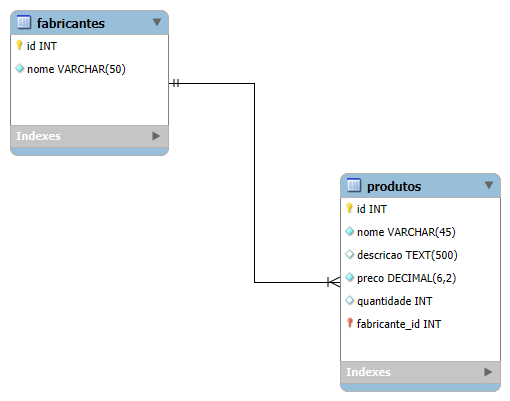 fabricantes
id INT
nome VARCHAR(50)
Indexes
produtos
id INT
nome VARCHAR(45)
descricao TEXT(500)
preco DECIMAL(6,2)
quantidade INT
fabricante_id INT
Indexes